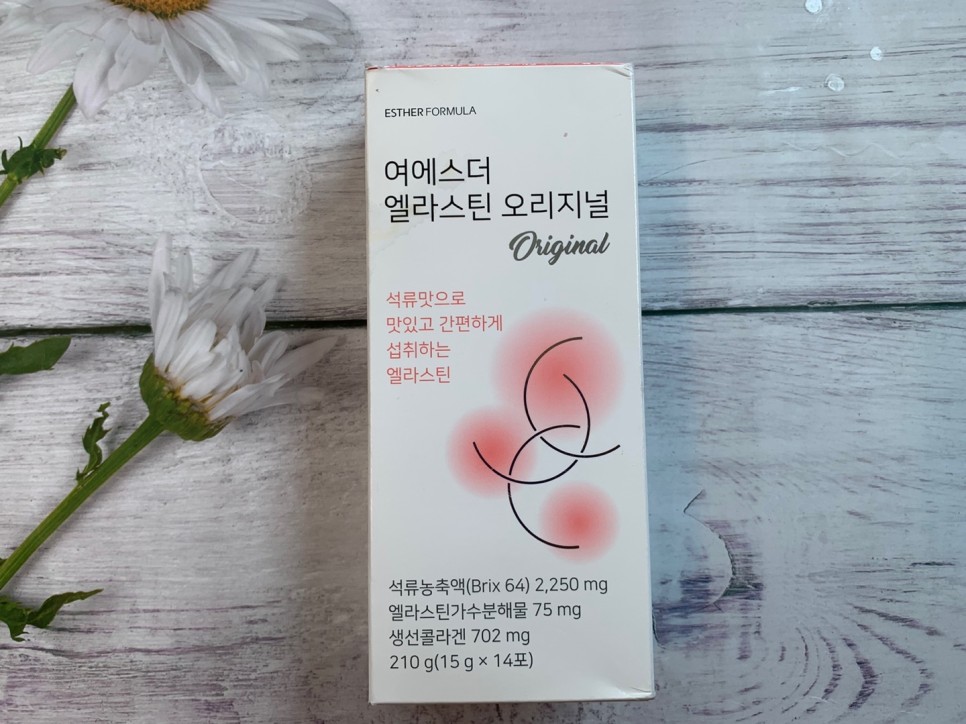 ESTHER FORMULA
여에스더
엘라스틴 오리지널
Original
석류맛으로
맛있고 간편하게
섭취하는
엘라스틴
석류농축액(Brix 64) 2,250 mg
엘라스틴가수분해물 75 mg
생선콜라겐 702 mg
210 g(15 g × 14포)